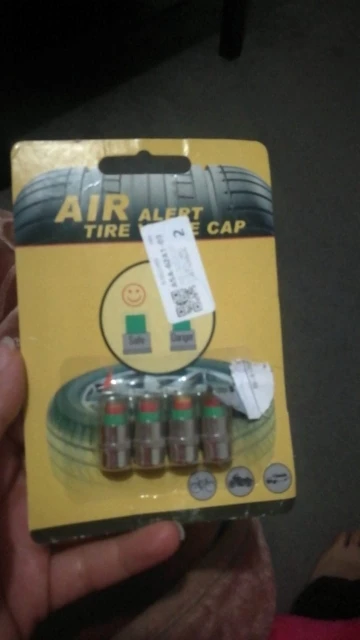 AIR ALERT
TIRE
E CAP
2
Safe
Danger